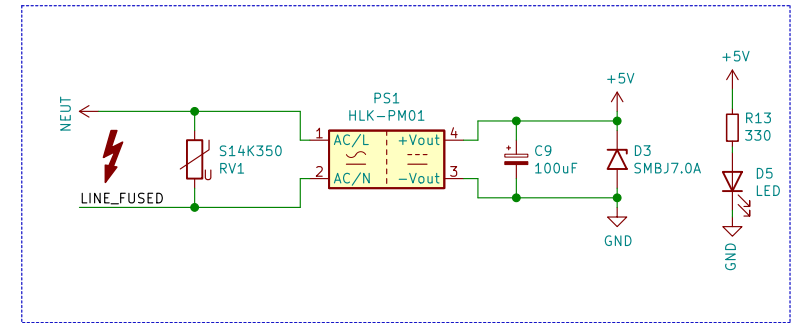 NEUT
LINE_FUSED
S14K350
RV1
U
PS1
HLK-PM01
1
AC/L
+Vout
4
2
AC/N
-Vout
3
+
C9
100uF
+5V
D3
SMBJ7.0A
GND
+5V
R13
330
D5
LED
GND